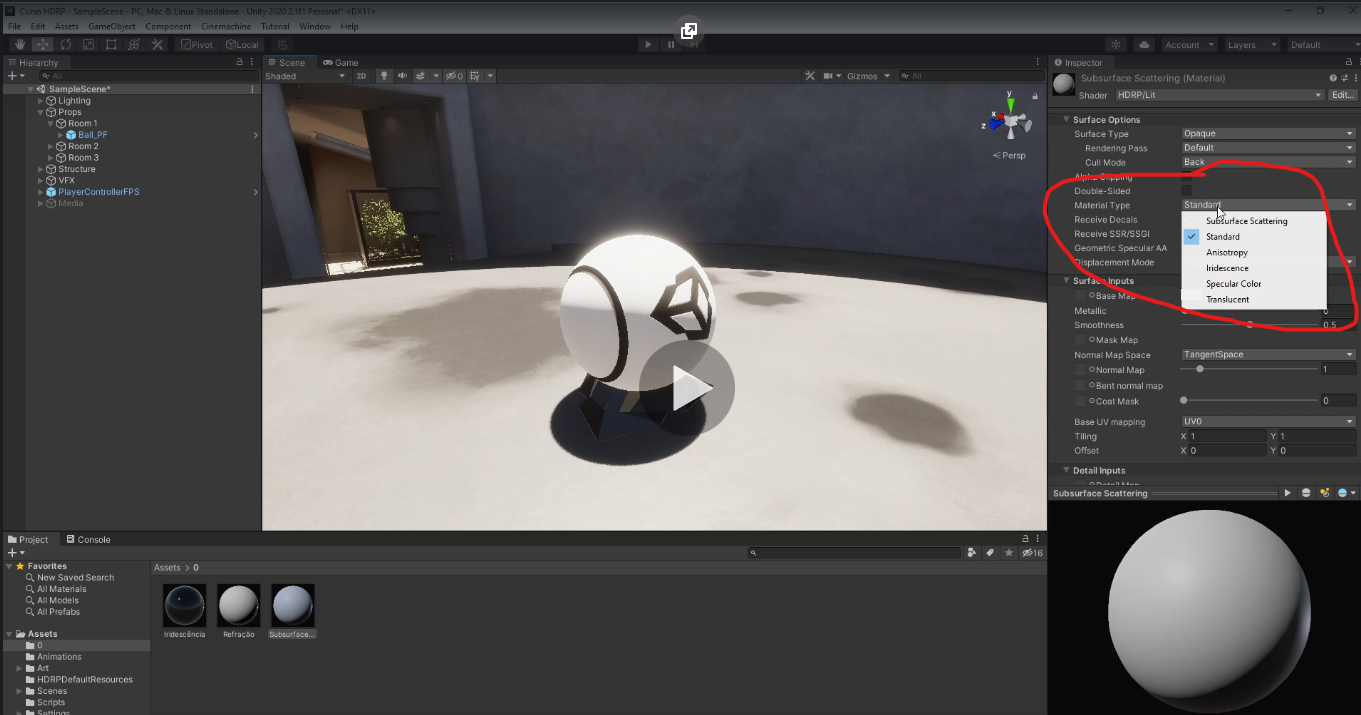 Curso HDRP - SampleScene - PC, Mac & Linux Standalone - Unity 2020.2.1f1 Personal* <DX11>
File Edit Assets GameObject Component Cinemachine Tutorial Window Help
Pivot Local Account Layers Default
Hierarchy
All
SampleScene*
Lighting
Props
Room 1
Ball_PF
Room 2
Room 3
Structure
VFX
PlayerControllerFPS
Media
Scene Game
Shaded 2D 0 Gizmos All
y
x
z
< Persp
Inspector
Subsurface Scattering (Material)
Shader HDRP/Lit Edit...
Surface Options
Surface Type Opaque
Rendering Pass Default
Cull Mode Back
Alpha Clipping
Double-Sided
Material Type Standard
Receive Decals
Receive SSR/SSGI
Geometric Specular AA
Displacement Mode
Subsurface Scattering
Standard
Anisotropy
Iridescence
Specular Color
Translucent
Surface Inputs
Base Map
Metallic 0
Smoothness 0.5
Mask Map
Normal Map Space TangentSpace
Normal Map 1
Bent normal map
Coat Mask 0
Base UV mapping UV0
Tiling X 1 Y 1
Offset X 0 Y 0
Detail Inputs
Detail Map
Subsurface Scattering
Project Console
16
Favorites
New Saved Search
All Materials
All Models
All Prefabs
Assets
0
Animations
Art
HDRPDefaultResources
Scenes
Scripts
Settings
Assets > 0
Iridescência Refração Subsurface...